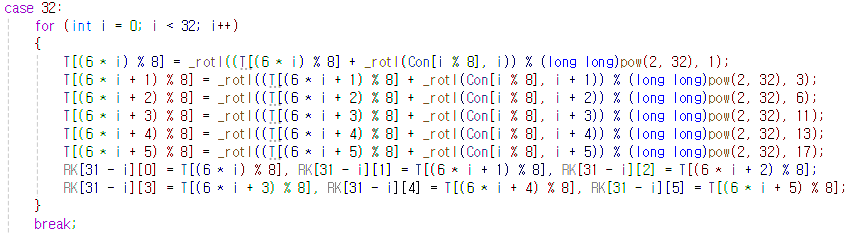 case 32:
for (int i = 0; i < 32; i++)
{
T[(6 * i) % 8] = _rotl((T[(6 * i) % 8] + _rotl(Con[i % 8], i)) % (long long)pow(2, 32), 1);
T[(6 * i + 1) % 8] = _rotl((T[(6 * i + 1) % 8] + _rotl(Con[i % 8], i + 1)) % (long long)pow(2, 32), 3);
T[(6 * i + 2) % 8] = _rotl((T[(6 * i + 2) % 8] + _rotl(Con[i % 8], i + 2)) % (long long)pow(2, 32), 6);
T[(6 * i + 3) % 8] = _rotl((T[(6 * i + 3) % 8] + _rotl(Con[i % 8], i + 3)) % (long long)pow(2, 32), 11);
T[(6 * i + 4) % 8] = _rotl((T[(6 * i + 4) % 8] + _rotl(Con[i % 8], i + 4)) % (long long)pow(2, 32), 13);
T[(6 * i + 5) % 8] = _rotl((T[(6 * i + 5) % 8] + _rotl(Con[i % 8], i + 5)) % (long long)pow(2, 32), 17);
RK[31 - i][0] = T[(6 * i) % 8], RK[31 - i][1] = T[(6 * i + 1) % 8], RK[31 - i][2] = T[(6 * i + 2) % 8];
RK[31 - i][3] = T[(6 * i + 3) % 8], RK[31 - i][4] = T[(6 * i + 4) % 8], RK[31 - i][5] = T[(6 * i + 5) % 8];
}
break;